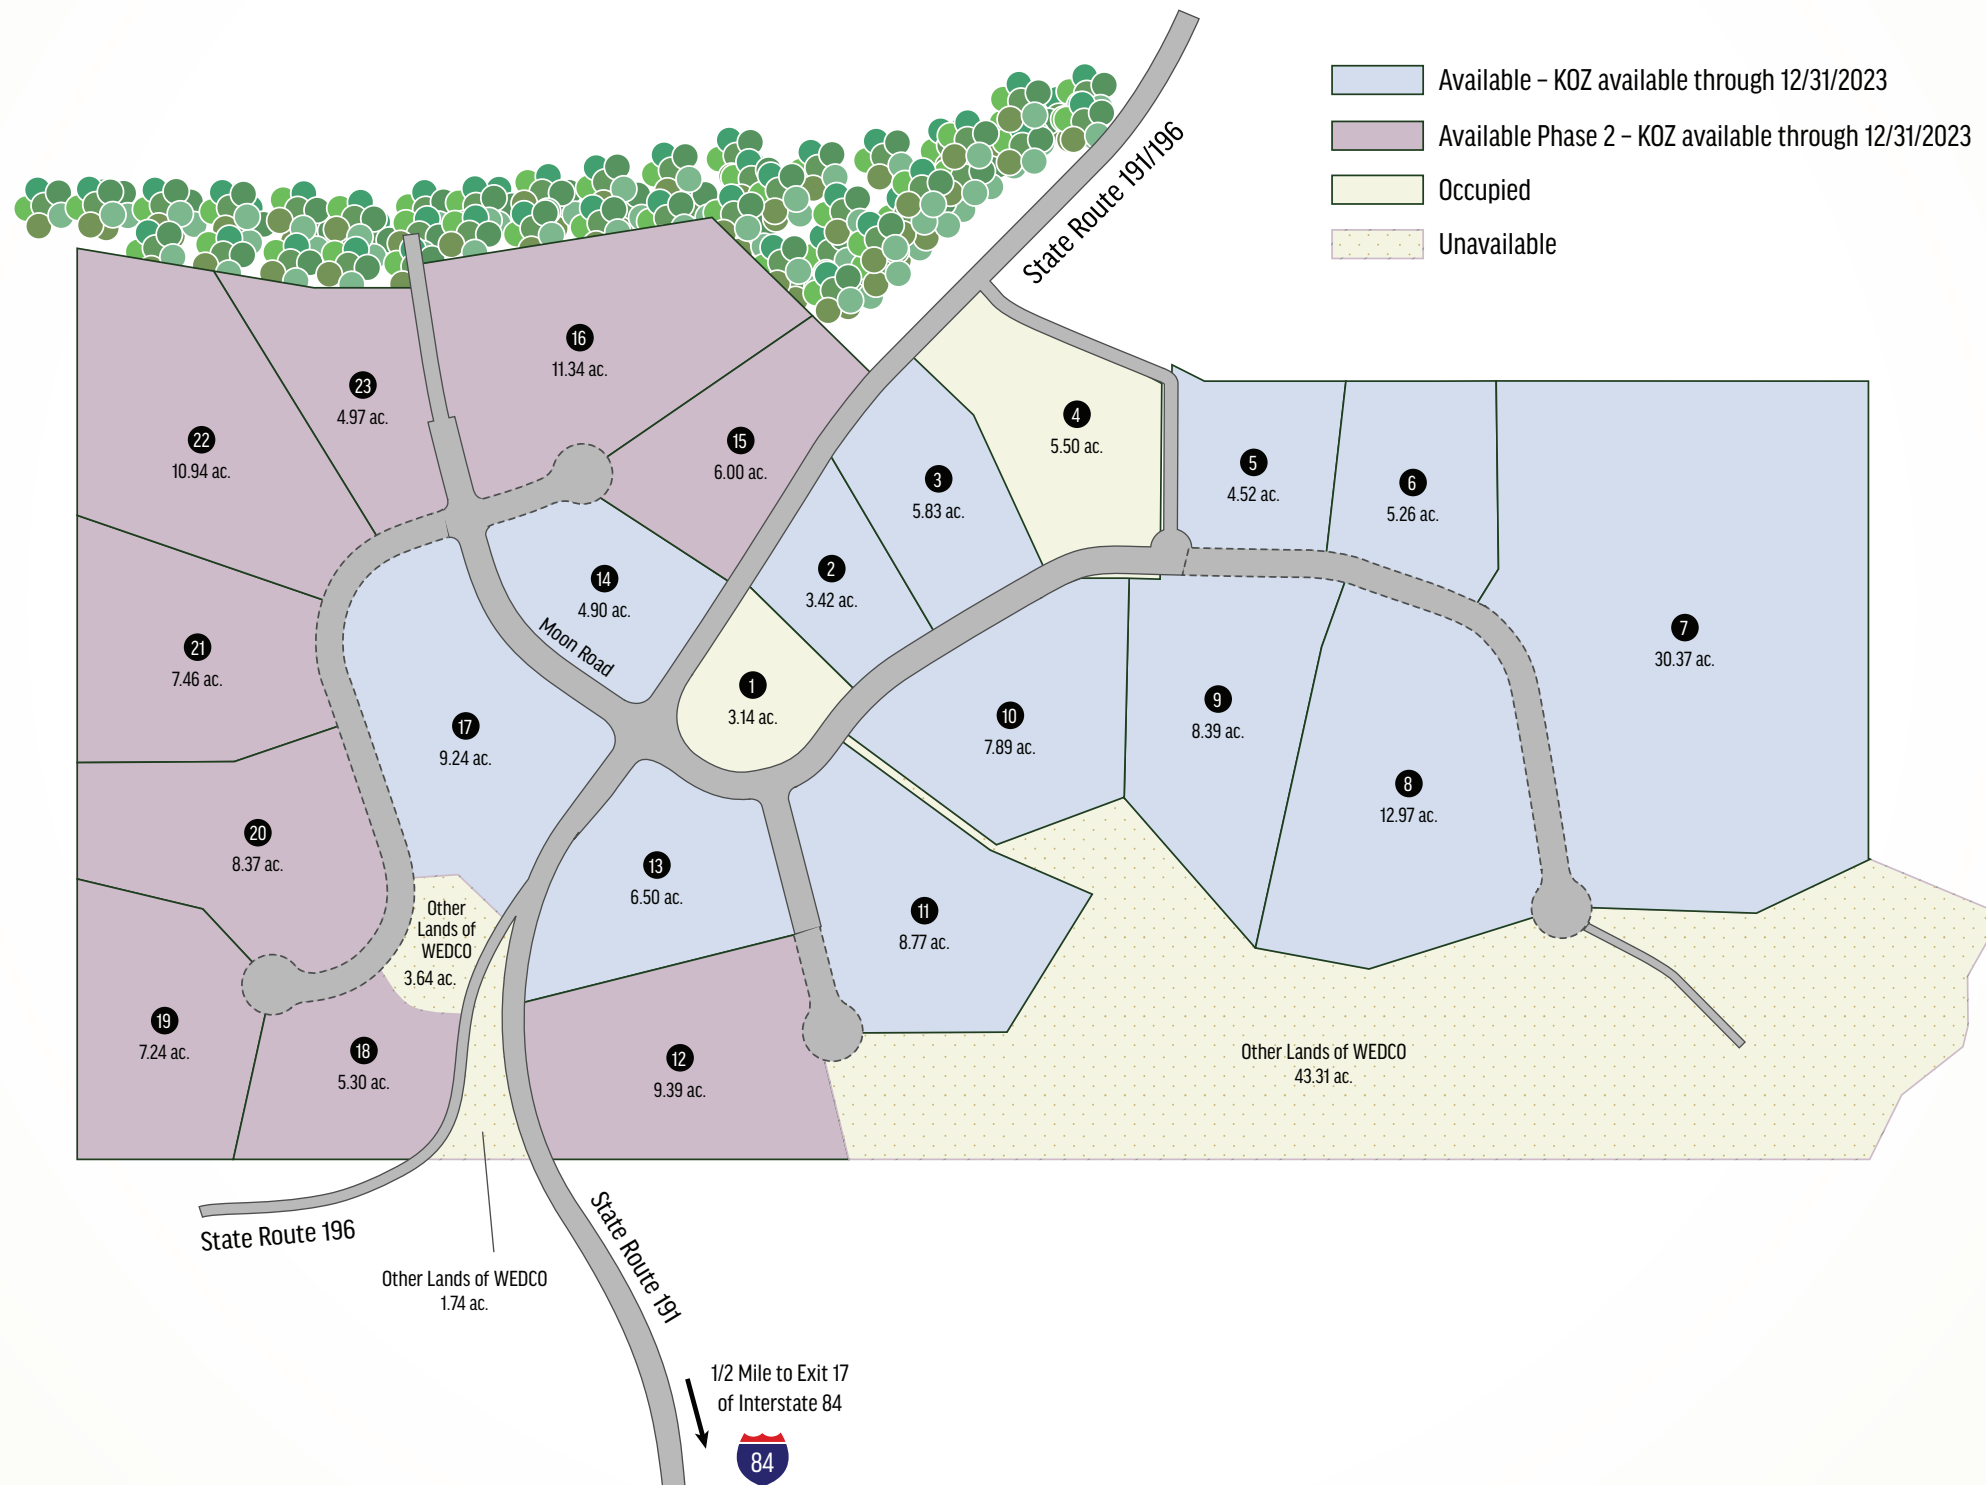 Available – KOZ available through 12/31/2023
Available Phase 2 – KOZ available through 12/31/2023
Occupied
Unavailable
State Route 191/196
16
11.34 ac.
23
4.97 ac.
22
10.94 ac.
15
6.00 ac.
4
5.50 ac.
3
5.83 ac.
5
4.52 ac.
6
5.26 ac.
2
3.42 ac.
14
4.90 ac.
Moon Road
7
30.37 ac.
21
7.46 ac.
1
3.14 ac.
17
9.24 ac.
10
7.89 ac.
9
8.39 ac.
8
12.97 ac.
20
8.37 ac.
13
6.50 ac.
11
8.77 ac.
Other
Lands of
WEDCO
3.64 ac.
19
7.24 ac.
18
5.30 ac.
12
9.39 ac.
Other Lands of WEDCO
43.31 ac.
State Route 196
Other Lands of WEDCO
1.74 ac.
State Route 191
1/2 Mile to Exit 17
of Interstate 84
84